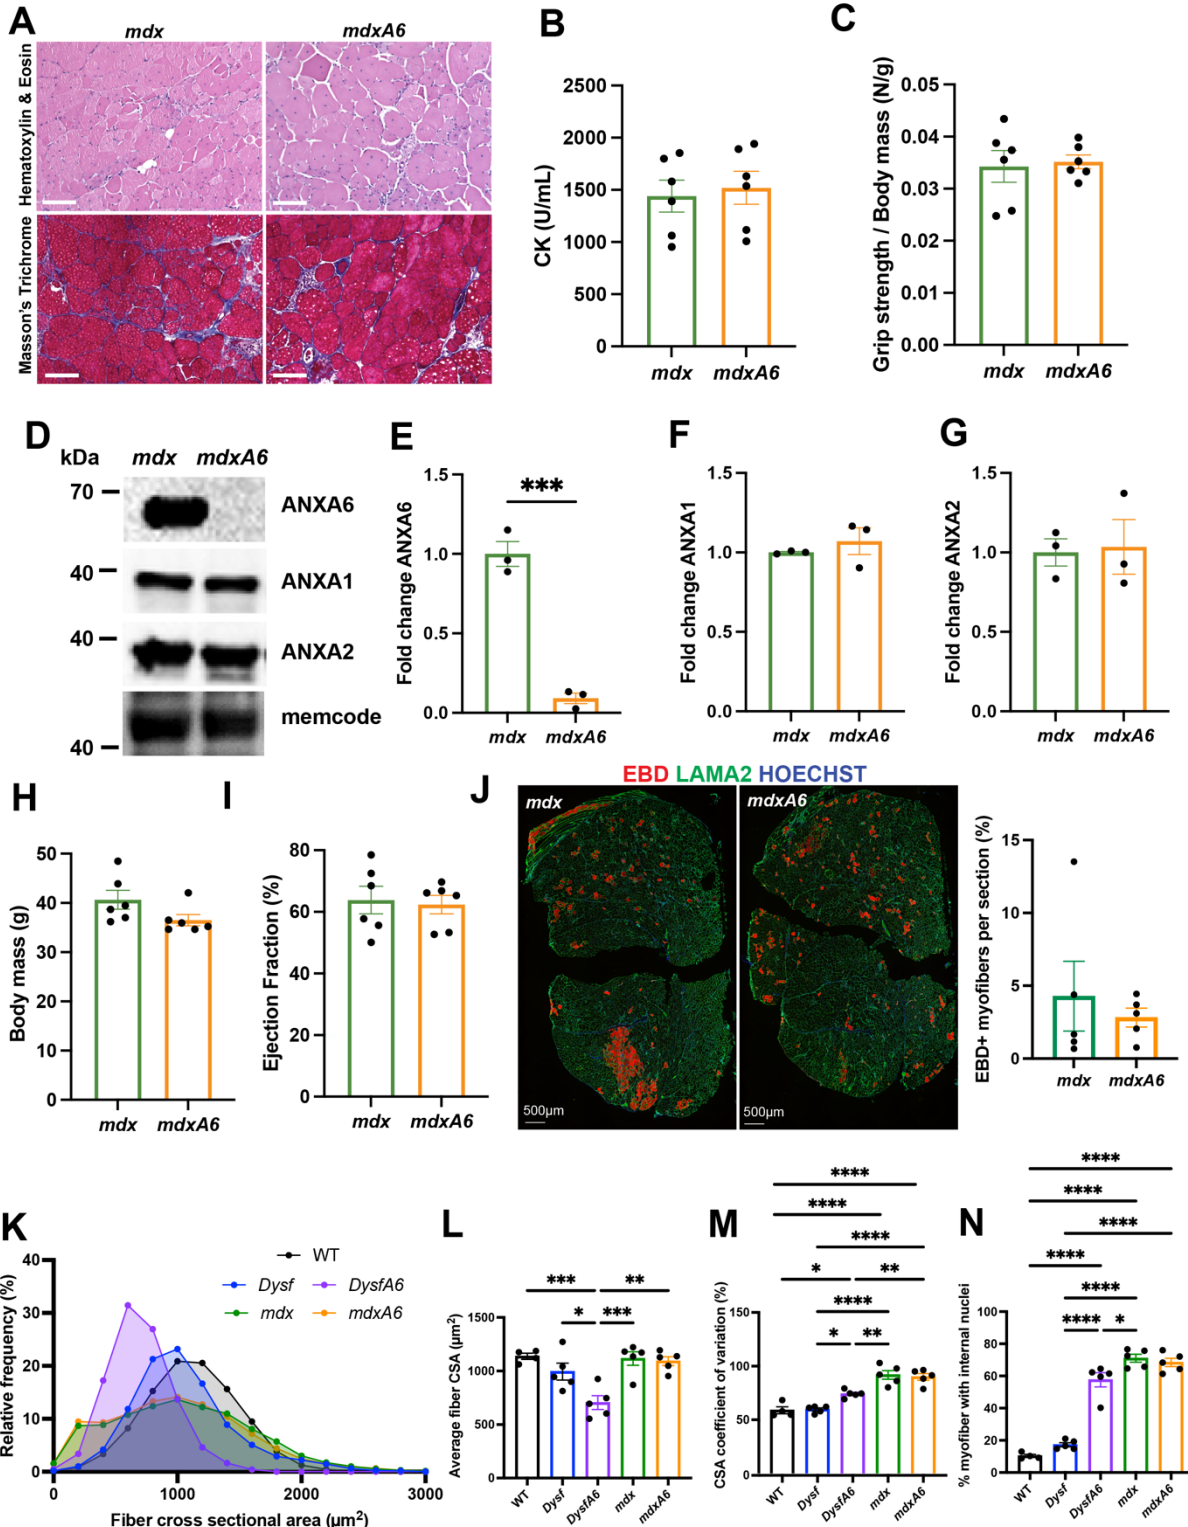 A
mdx
mdxA6
Hematoxylin & Eosin
Masson's Trichrome
B
CK (U/mL)
2500
2000
1500
1000
500
0
mdx
mdxA6
C
Grip strength / Body mass (N/g)
0.05
0.04
0.03
0.02
0.01
0.00
mdx
mdxA6
D
kDa
mdx
mdxA6
70
ANXA6
40
ANXA1
40
ANXA2
memcode
40
E
Fold change ANXA6
1.5
1.0
0.5
0.0
***
mdx
mdxA6
F
Fold change ANXA1
1.5
1.0
0.5
0.0
mdx
mdxA6
G
Fold change ANXA2
1.5
1.0
0.5
0.0
mdx
mdxA6
H
Body mass (g)
50
40
30
20
10
0
mdx
mdxA6
I
Ejection Fraction (%)
80
60
40
20
0
mdx
mdxA6
J
EBD LAMA2 HOECHST
mdx
mdxA6
500µm
500µm
EBD+ myofibers per section (%)
15
10
5
0
mdx
mdxA6
K
Relative frequency (%)
40
30
20
10
0
WT
Dysf
DysfA6
mdx
mdxA6
0
1000
2000
3000
Fiber cross sectional area (µm²)
L
Average fiber CSA (µm²)
1500
1000
500
0
*** **
* ***
WT
Dysf
DysfA6
mdx
mdxA6
M
CSA coefficient of variation (%)
150
100
50
0
****
****
****
* **
****
* **
WT
Dysf
DysfA6
mdx
mdxA6
N
% myofiber with internal nuclei
100
80
60
40
20
0
****
****
****
****
****
**** *
WT
Dysf
DysfA6
mdx
mdxA6